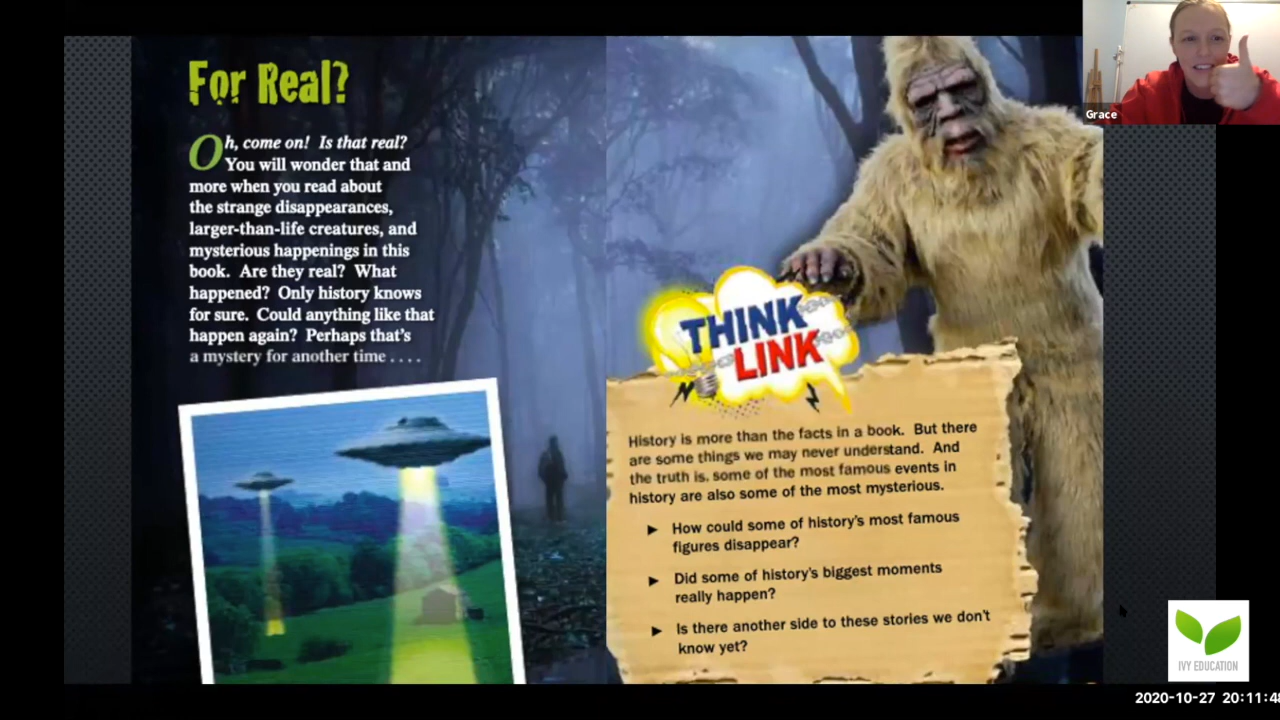 For Real?
Oh, come on! Is that real?
You will wonder that and
more when you read about
the strange disappearances,
larger-than-life creatures, and
mysterious happenings in this
book. Are they real? What
happened? Only history knows
for sure. Could anything like that
happen again? Perhaps that's
a mystery for another time . . . .
THINK
LINK
History is more than the facts in a book. But there
are some things we may never understand. And
the truth is, some of the most famous events in
history are also some of the most mysterious.
► How could some of history's most famous
figures disappear?
► Did some of history's biggest moments
really happen?
► Is there another side to these stories we don't
know yet?
Grace
IVY EDUCATION
2020-10-27 20:11:4